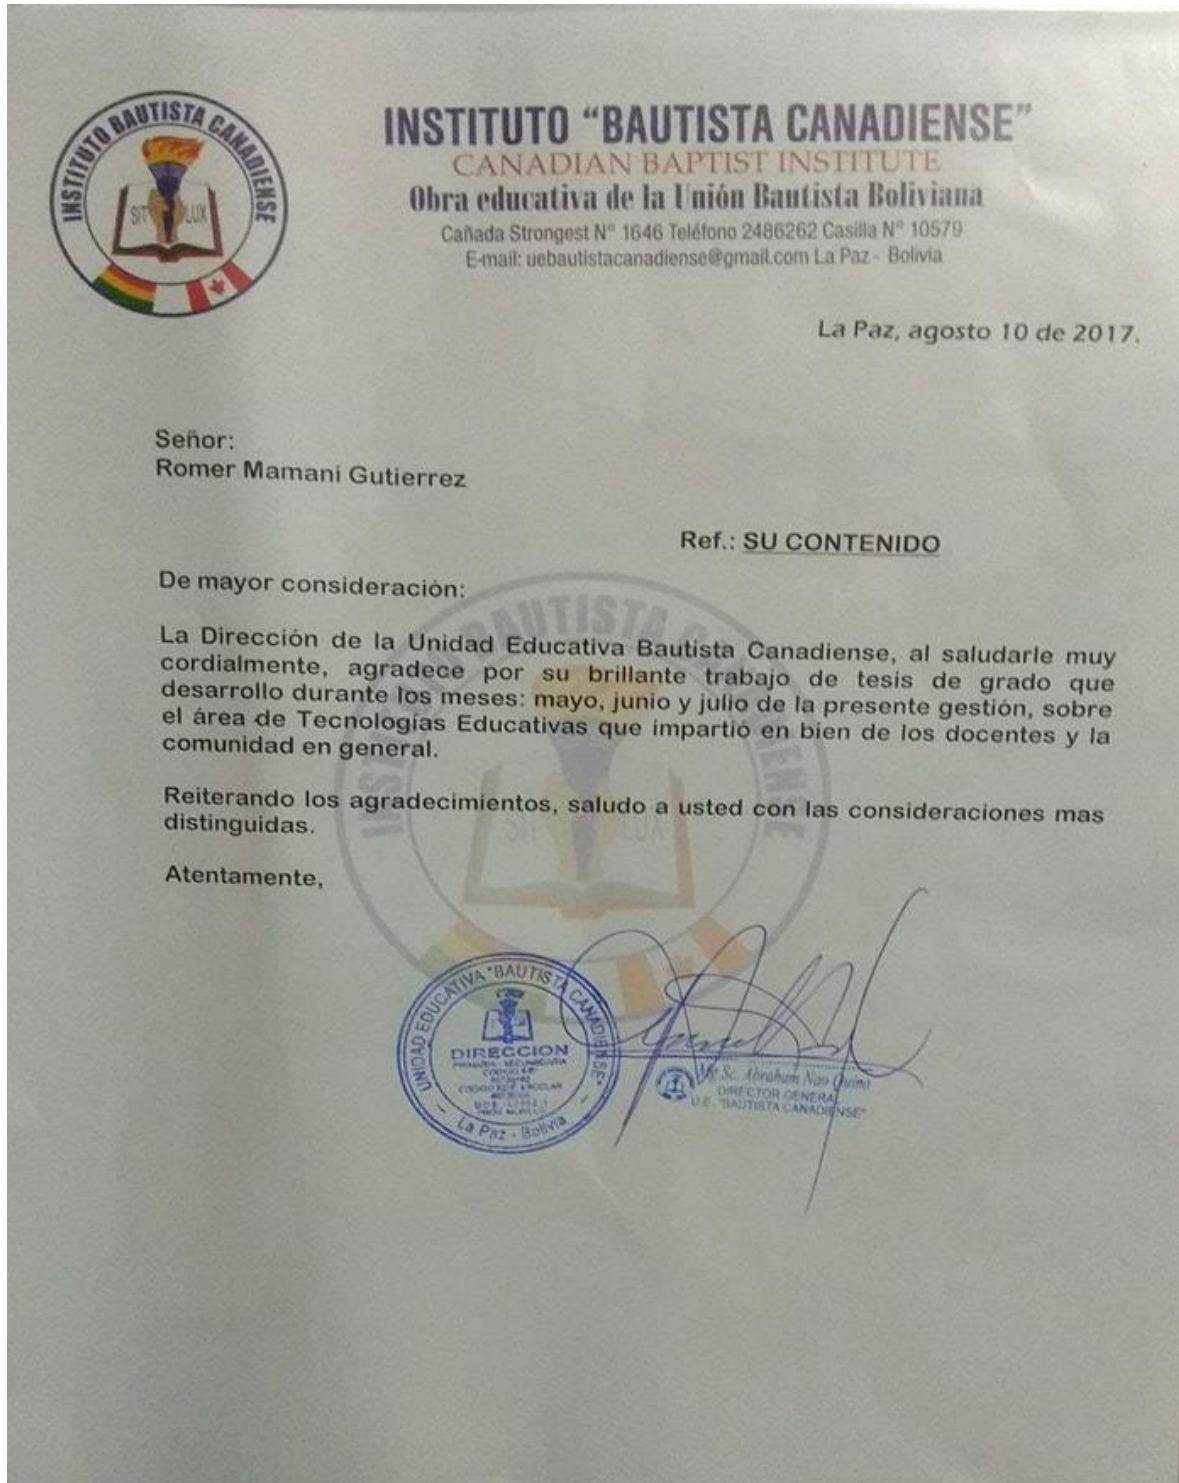 INSTITUTO BAUTISTA CANADIENSE
SIT LUX
INSTITUTO “BAUTISTA CANADIENSE”
CANADIAN BAPTIST INSTITUTE
Obra educativa de la Unión Bautista Boliviana
Cañada Strongest N° 1646 Teléfono 2486262 Casilla N° 10579
E-mail: uebautistacanadiense@gmail.com La Paz - Bolivia
La Paz, agosto 10 de 2017.
Señor:
Romer Mamani Gutierrez
Ref.: SU CONTENIDO
De mayor consideración:
La Dirección de la Unidad Educativa Bautista Canadiense, al saludarle muy
cordialmente, agradece por su brillante trabajo de tesis de grado que
desarrollo durante los meses: mayo, junio y julio de la presente gestión, sobre
el área de Tecnologías Educativas que impartió en bien de los docentes y la
comunidad en general.
Reiterando los agradecimientos, saludo a usted con las consideraciones mas
distinguidas.
Atentamente,
UNIDAD EDUCATIVA "BAUTISTA CANADIENSE"
DIRECCION
La Paz - Bolivia
Sc. Abraham Nao Quino
DIRECTOR GENERAL
U.E. "BAUTISTA CANADIENSE"